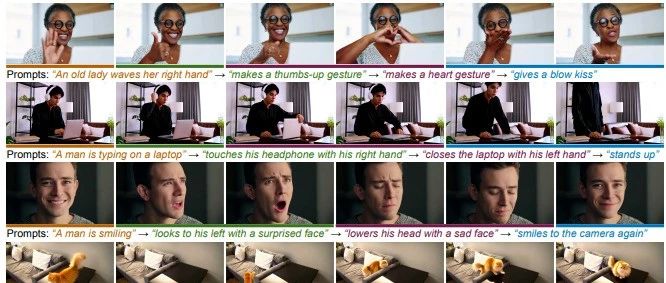 Prompts: “An old lady waves her right hand” → “makes a thumbs-up gesture” → “makes a heart gesture” → “gives a blow kiss”
Prompts: “A man is typing on a laptop” → “touches his headphone with his right hand” → “closes the laptop with his left hand” → “stands up”
Prompts: “A man is smiling” → “looks to his left with a surprised face” → “lowers his head with a sad face” → “smiles to the camera again”